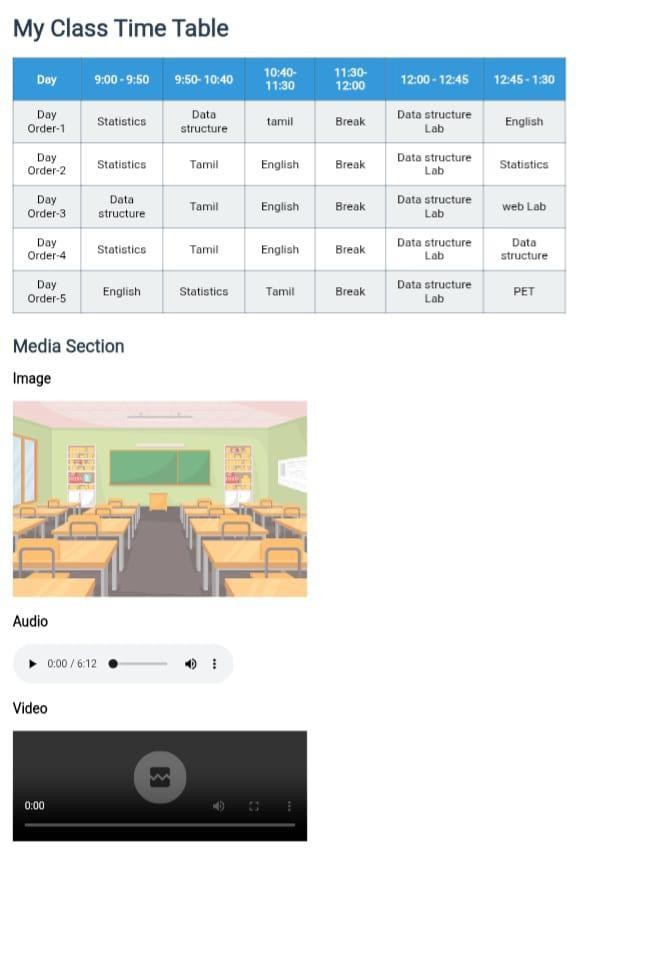 My Class Time Table
Day 9:00 - 9:50 9:50- 10:40 10:40- 11:30 11:30- 12:00 12:00 - 12:45 12:45 - 1:30
Day Order-1 Statistics Data structure tamil Break Data structure Lab English
Day Order-2 Statistics Tamil English Break Data structure Lab Statistics
Day Order-3 Data structure Tamil English Break Data structure Lab web Lab
Day Order-4 Statistics Tamil English Break Data structure Lab Data structure
Day Order-5 English Statistics Tamil Break Data structure Lab PET
Media Section
Image
Audio
0:00 / 6:12
Video
0:00